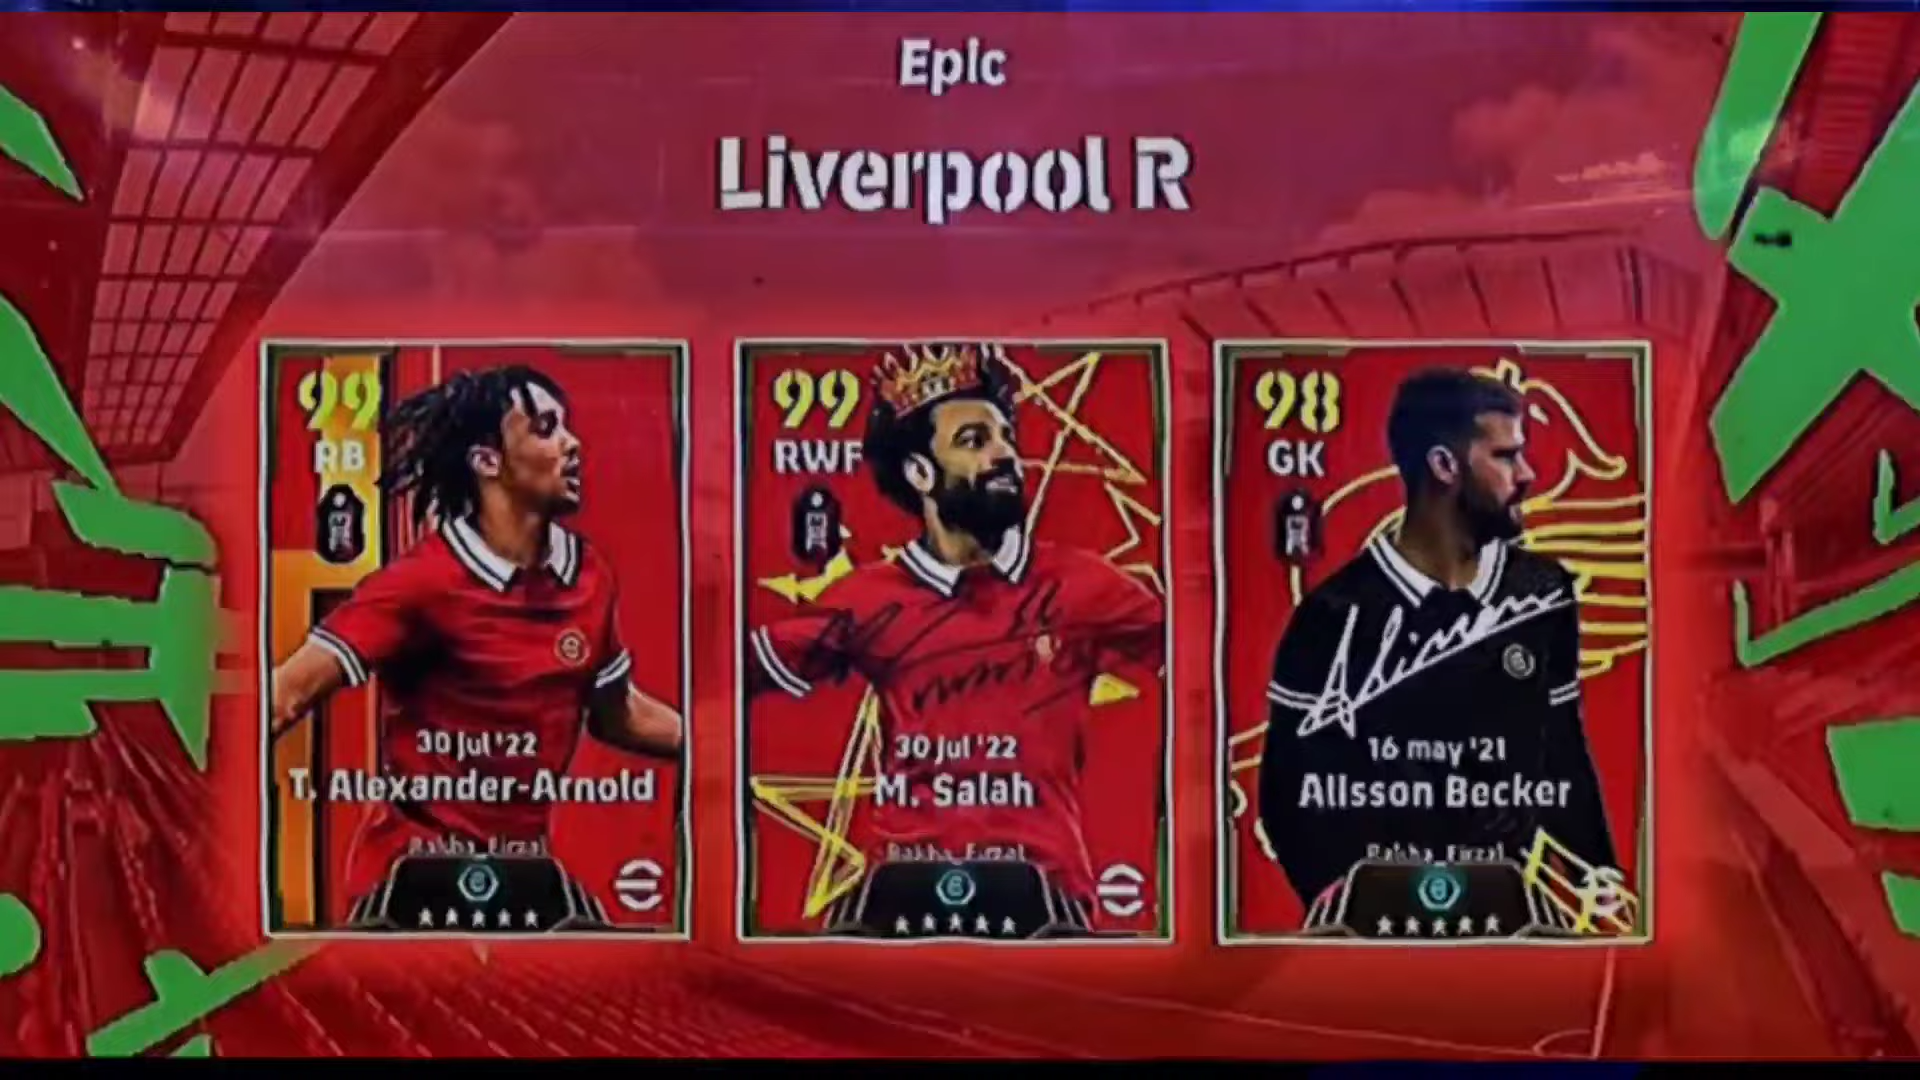 Epic
Liverpool R
99
RB
30 Jul '22
T. Alexander-Arnold
99
RWF
30 Jul '22
M. Salah
98
GK
Alisson
16 may '21
Alisson Becker